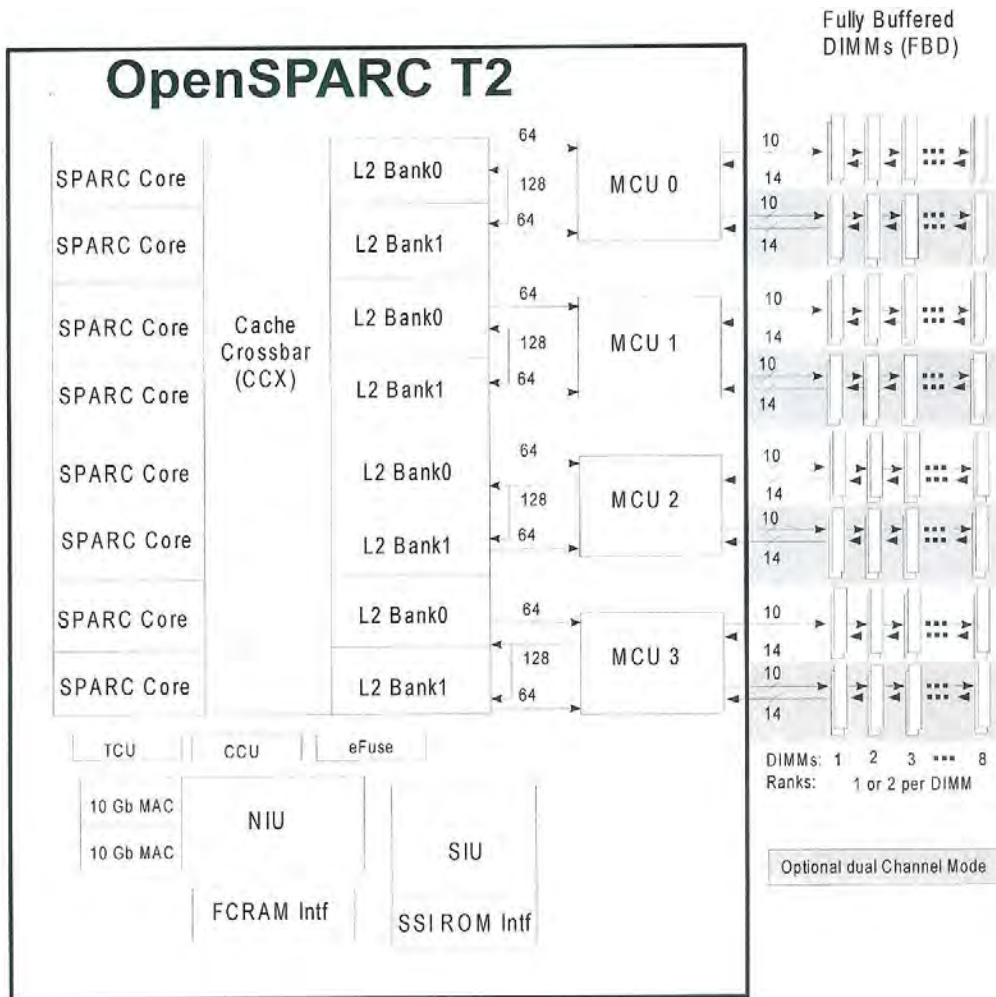 Fully Buffered
DIMMs (FBD)
OpenSPARC T2
SPARC Core
SPARC Core
SPARC Core
SPARC Core
SPARC Core
SPARC Core
SPARC Core
SPARC Core
Cache
Crossbar
(CCX)
L2 Bank0
L2 Bank1
L2 Bank0
L2 Bank1
L2 Bank0
L2 Bank1
L2 Bank0
L2 Bank1
64
128
64
64
128
64
64
128
64
64
128
64
MCU 0
MCU 1
MCU 2
MCU 3
10
14
10
14
10
14
10
14
10
14
10
14
10
14
10
14
DIMMs: 1 2 3 ... 8
Ranks: 1 or 2 per DIMM
Optional dual Channel Mode
TCU
CCU
eFuse
10 Gb MAC
10 Gb MAC
NIU
FCRAM Intf
SIU
SSI ROM Intf